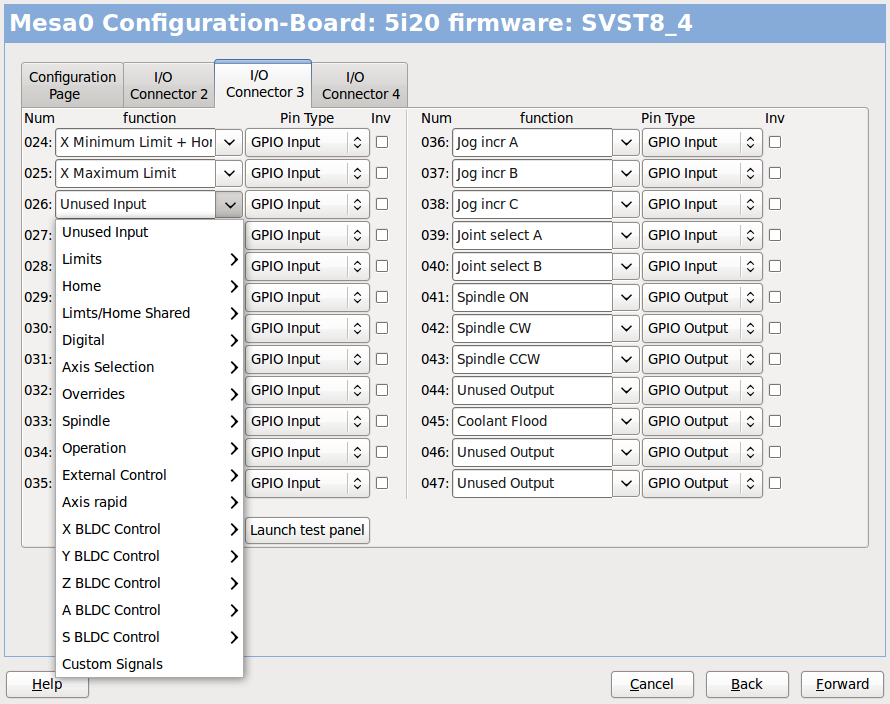 Mesa0 Configuration-Board: 5i20 firmware: SVST8_4
Configuration Page
I/O Connector 2
I/O Connector 3
I/O Connector 4
Num function Pin Type Inv
024: X Minimum Limit + Hor GPIO Input
025: X Maximum Limit GPIO Input
026: Unused Input GPIO Input
027: GPIO Input
028: GPIO Input
029: GPIO Input
030: GPIO Input
031: GPIO Input
032: GPIO Input
033: GPIO Input
034: GPIO Input
035: GPIO Input
Unused Input
Limits
Home
Limts/Home Shared
Digital
Axis Selection
Overrides
Spindle
Operation
External Control
Axis rapid
X BLDC Control
Y BLDC Control
Z BLDC Control
A BLDC Control
S BLDC Control
Custom Signals
Launch test panel
Num function Pin Type Inv
036: Jog incr A GPIO Input
037: Jog incr B GPIO Input
038: Jog incr C GPIO Input
039: Joint select A GPIO Input
040: Joint select B GPIO Input
041: Spindle ON GPIO Output
042: Spindle CW GPIO Output
043: Spindle CCW GPIO Output
044: Unused Output GPIO Output
045: Coolant Flood GPIO Output
046: Unused Output GPIO Output
047: Unused Output GPIO Output
Help Cancel Back Forward